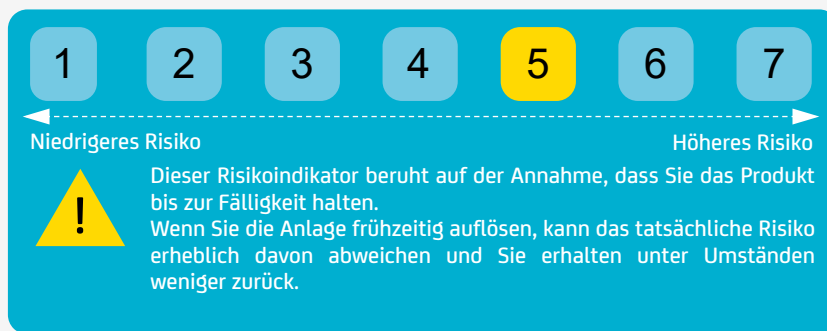 1 2 3 4 5 6 7
Niedrigeres Risiko Höheres Risiko
Dieser Risikoindikator beruht auf der Annahme, dass Sie das Produkt
bis zur Fälligkeit halten.
Wenn Sie die Anlage frühzeitig auflösen, kann das tatsächliche Risiko
erheblich davon abweichen und Sie erhalten unter Umständen
weniger zurück.
!